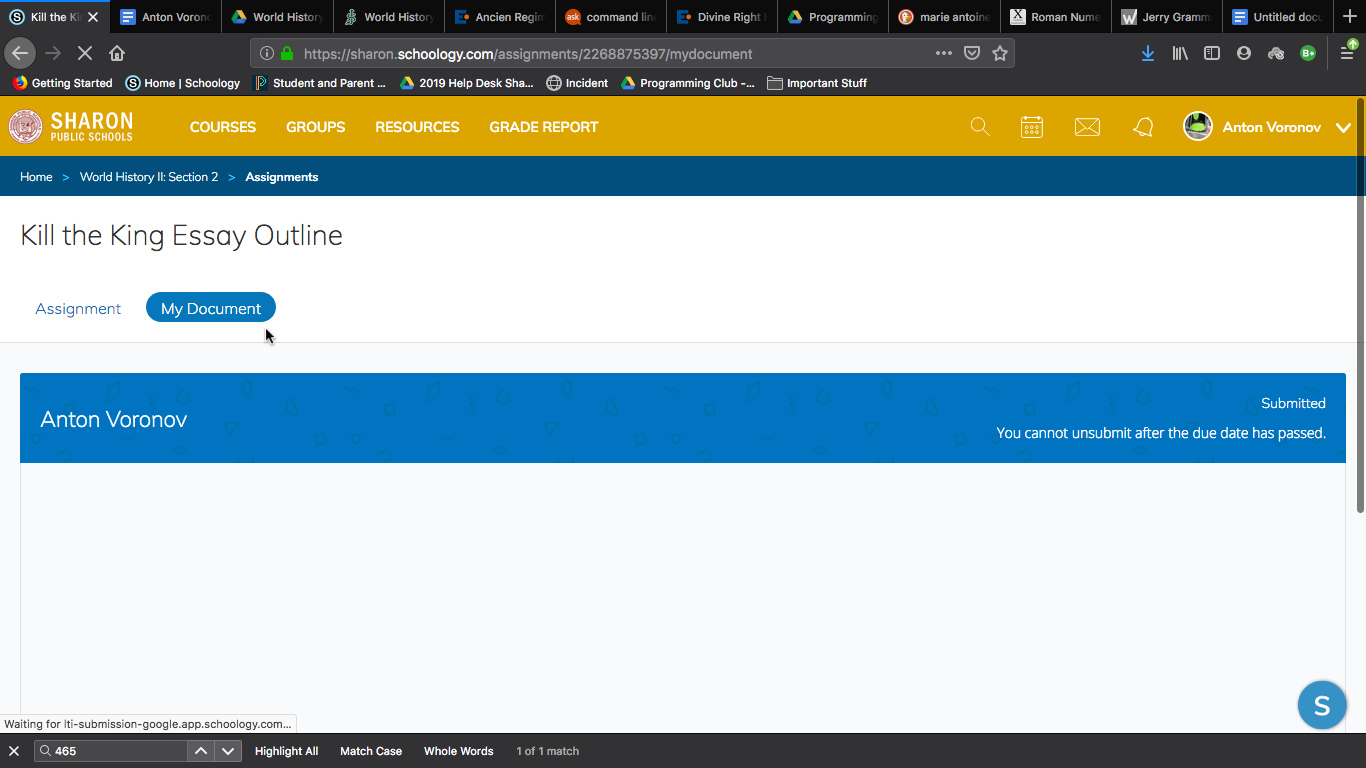 Kill the Ki
Anton Voron
World History
World History
Ancien Regim
ask command lin
Divine Right
Programming
marie antoine
Roman Nume
W Jerry Gramm
Untitled docu
https://sharon.schoology.com/assignments/2268875397/mydocument
Getting Started
S Home | Schoology
Student and Parent ...
2019 Help Desk Sha...
Incident
Programming Club -...
Important Stuff
SHARON
PUBLIC SCHOOLS
COURSES
GROUPS
RESOURCES
GRADE REPORT
Anton Voronov
Home > World History II: Section 2 > Assignments
Kill the King Essay Outline
Assignment
My Document
Anton Voronov
Submitted
You cannot unsubmit after the due date has passed.
S
Waiting for lti-submission-google.app.schoology.com...
465
Highlight All
Match Case
Whole Words
1 of 1 match